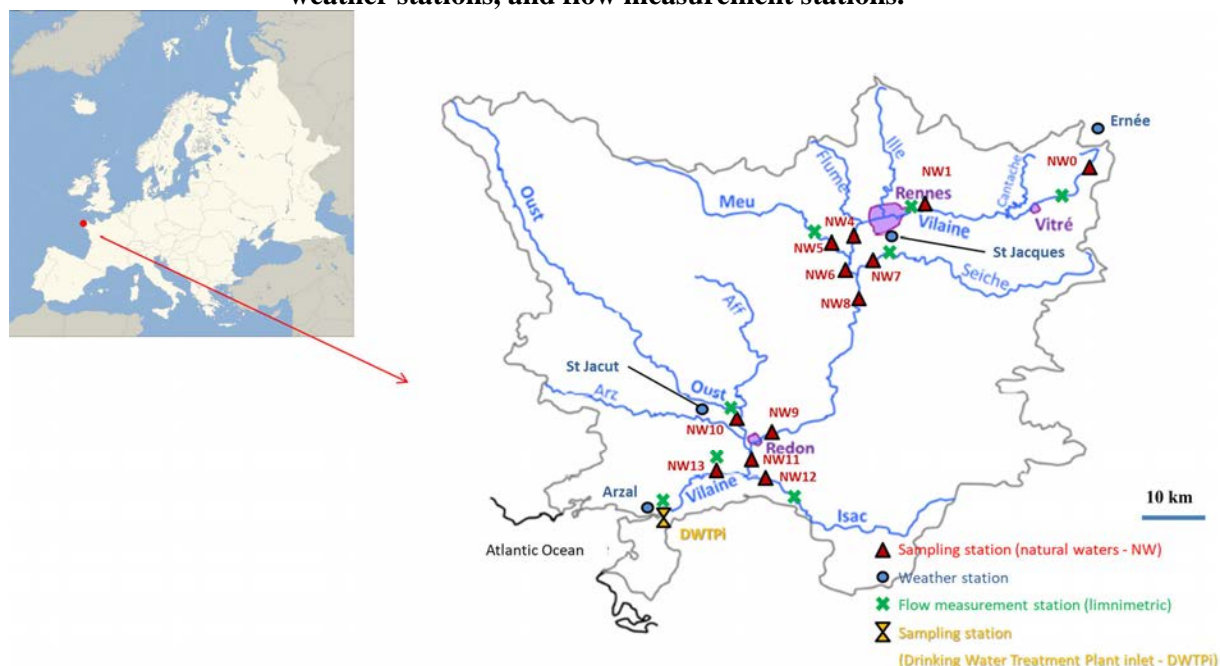 weather stations, and flow measurement stations.
Ernée
NW0
Ille
Flume
Cantache
NW1
Rennes
Oust
Meu
Vilaine
Vitré
NW4
NW5
St Jacques
NW6
NW7
Seiche
NW8
Aff
St Jacut
Oust
Arz
NW9
NW10
Redon
NW11
NW13
NW12
Vilaine
Arzal
10 km
Isac
DWTPi
Atlantic Ocean
Sampling station (natural waters - NW)
Weather station
Flow measurement station (limnimetric)
Sampling station
(Drinking Water Treatment Plant inlet - DWTPi)